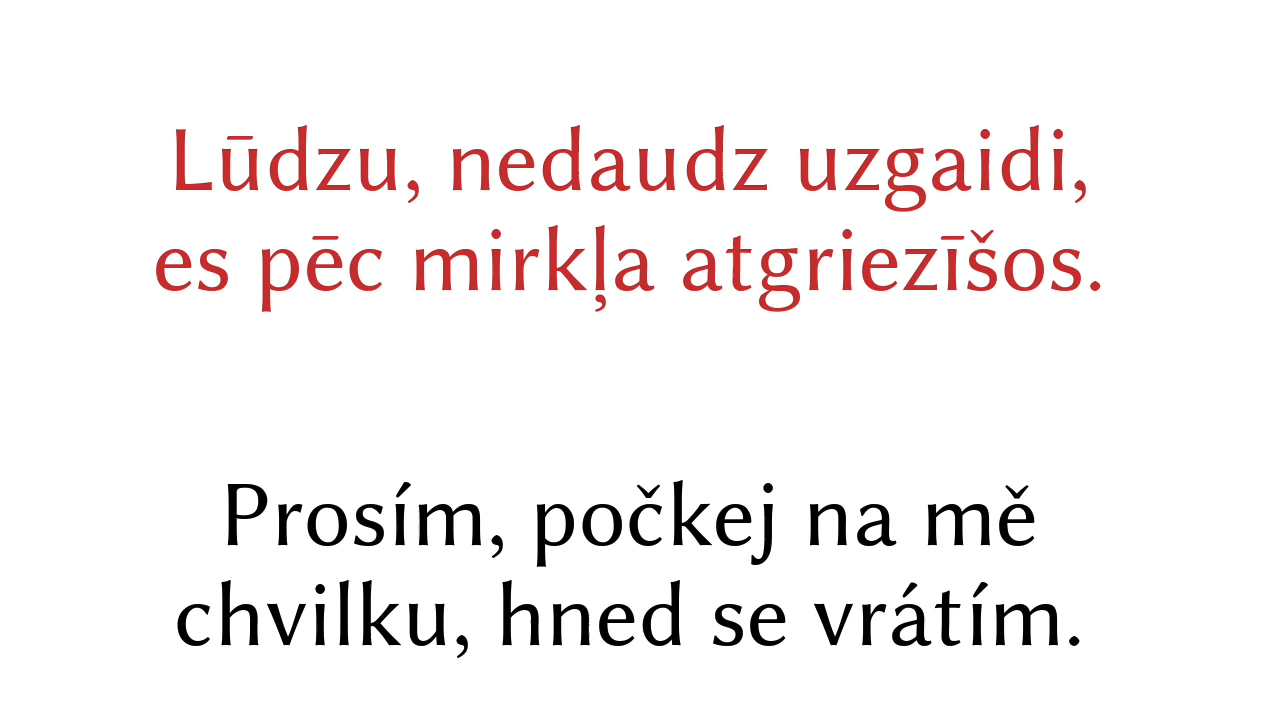 Lūdzu, nedaudz uzgaidi,
es pēc mirkļa atgriezīšos.
Prosím, počkej na mě
chvilku, hned se vrátím.